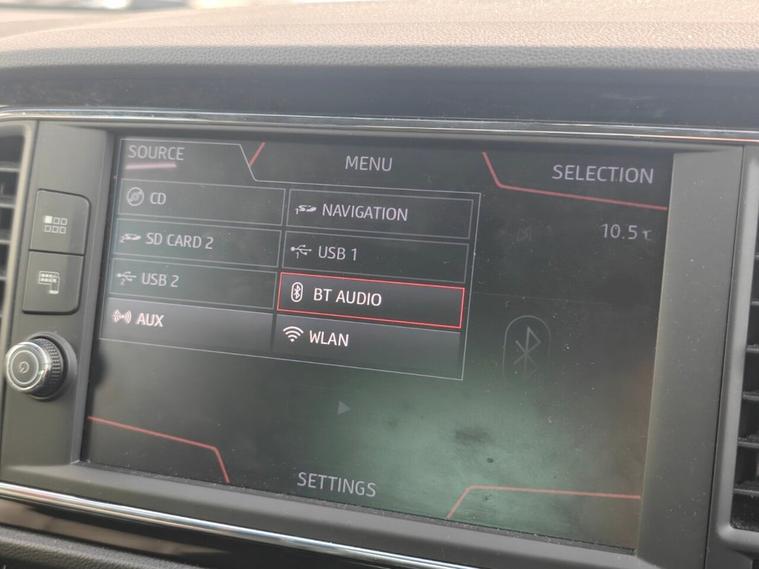 SOURCE
MENU
SELECTION
CD
NAVIGATION
10.5℃
SD CARD 2
USB 1
USB 2
BT AUDIO
AUX
WLAN
SETTINGS